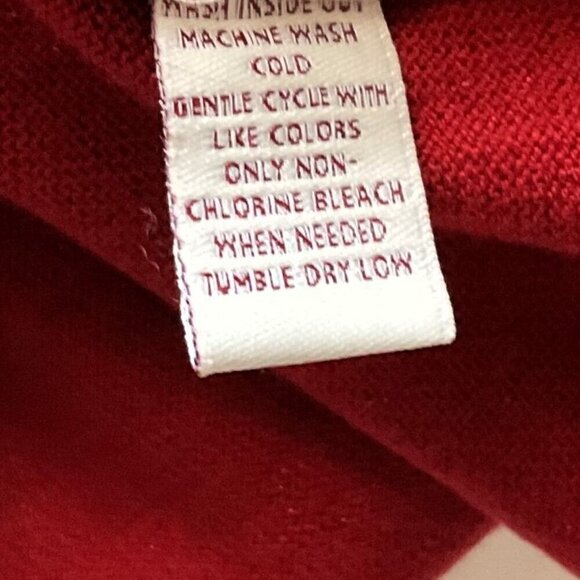 WASH INSIDE OUT
MACHINE WASH
COLD
GENTLE CYCLE WITH
LIKE COLORS
ONLY NON-
CHLORINE BLEACH
WHEN NEEDED
TUMBLE DRY LOW